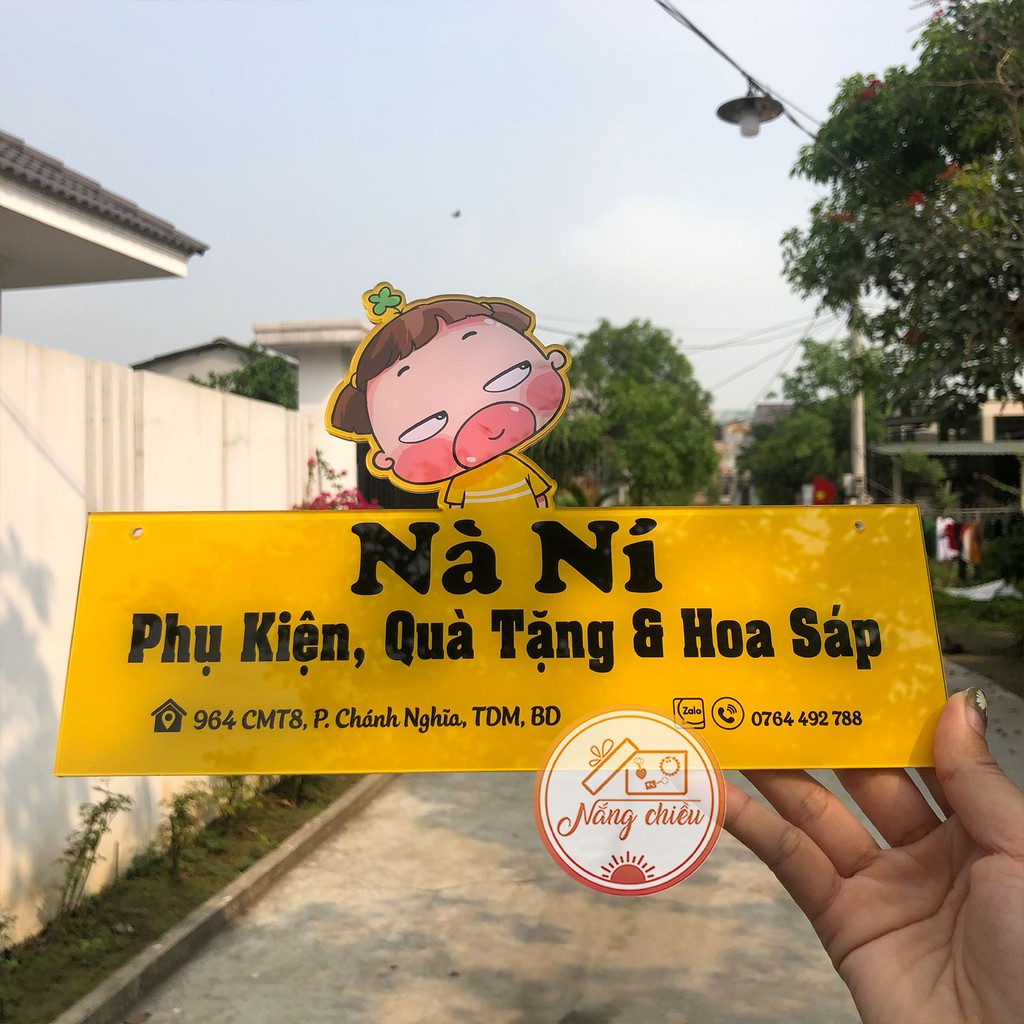 Nà Ní
Phụ Kiện, Quà Tặng & Hoa Sáp
964 CMT8, P. Chánh Nghĩa, TDM, BD
Zalo
0764 492 788
Nắng chiều